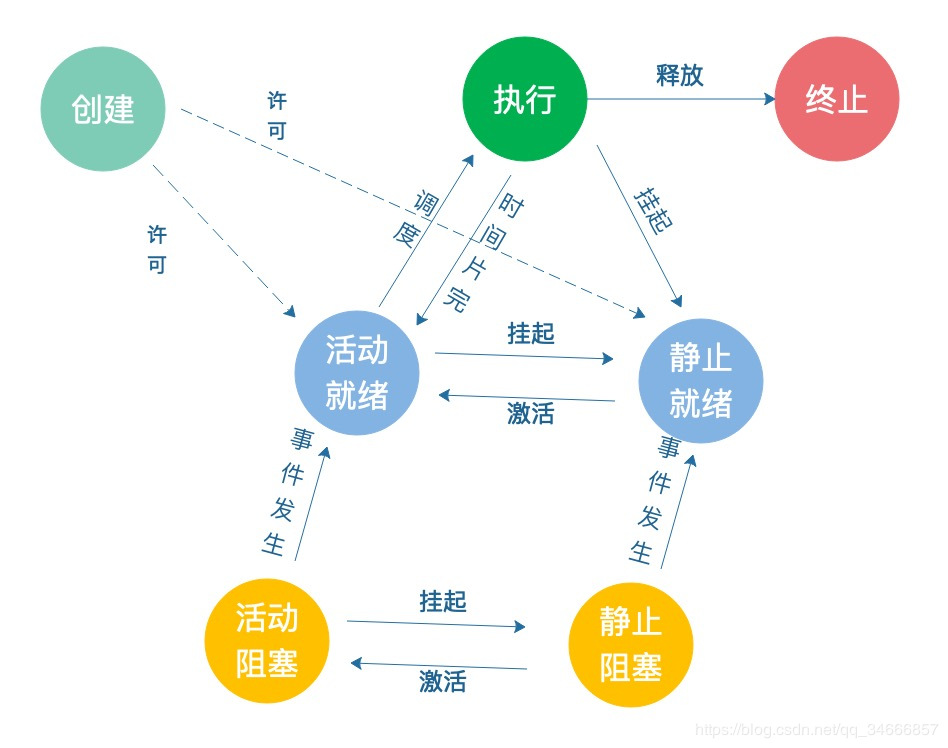 创建
许
可
许
可
执行
释放
终止
调
度
时
间
片
完
挂起
活动
就绪
挂起
激活
静止
就绪
事
件
发
生
事
件
发
生
活动
阻塞
挂起
激活
静止
阻塞
https://blog.csdn.net/qq_34666857